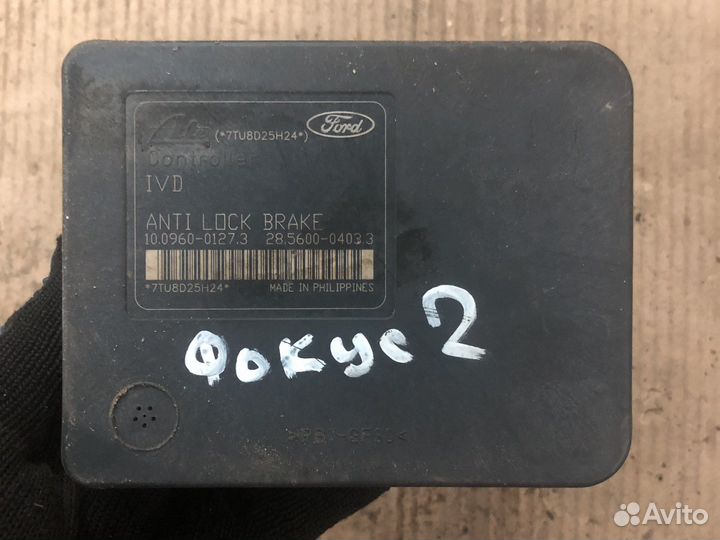 Ate (*7TU8D25H24*) Ford
Controller
IVD
ANTI LOCK BRAKE
10.0960-0127.3 28.5600-0403.3
*7TU8D25H24* MADE IN PHILIPPINES
Фокус 2
Avito